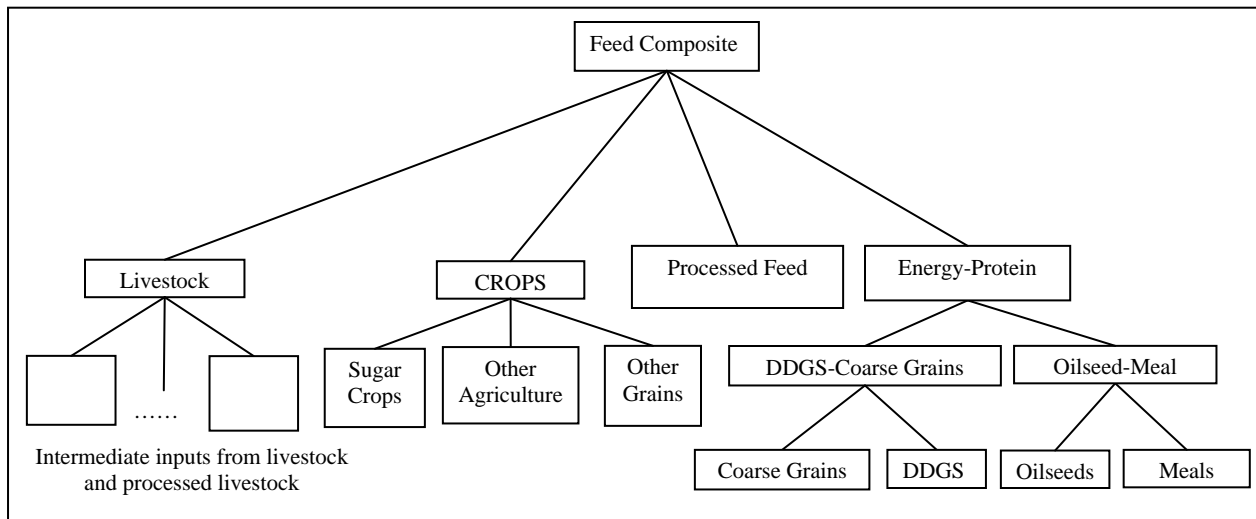 Feed Composite
Livestock
CROPS
Processed Feed
Energy-Protein
Sugar
Crops
Other
Agriculture
Other
Grains
DDGS-Coarse Grains
Oilseed-Meal
......
Intermediate inputs from livestock
and processed livestock
Coarse Grains
DDGS
Oilseeds
Meals